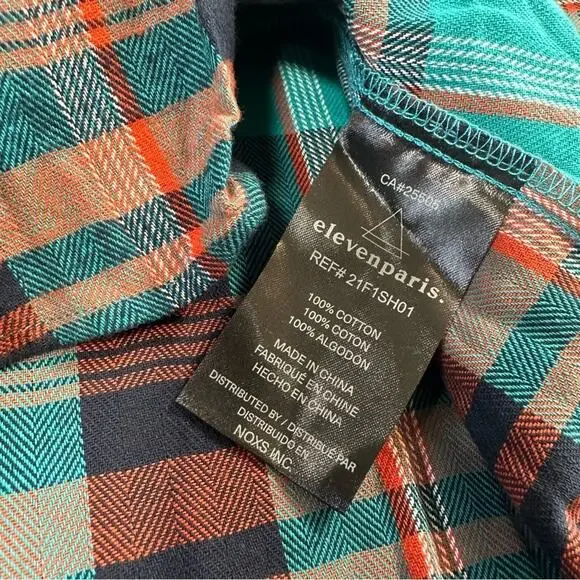 CA#25605
elevenparis.
REF# 21F1SH01
100% COTTON
100% COTON
100% ALGODÓN
MADE IN CHINA
FABRIQUÉ EN CHINE
HECHO EN CHINA
DISTRIBUTED BY / DISTRIBUÉ PAR
DISTRIBUIDO EN
NOXS INC.